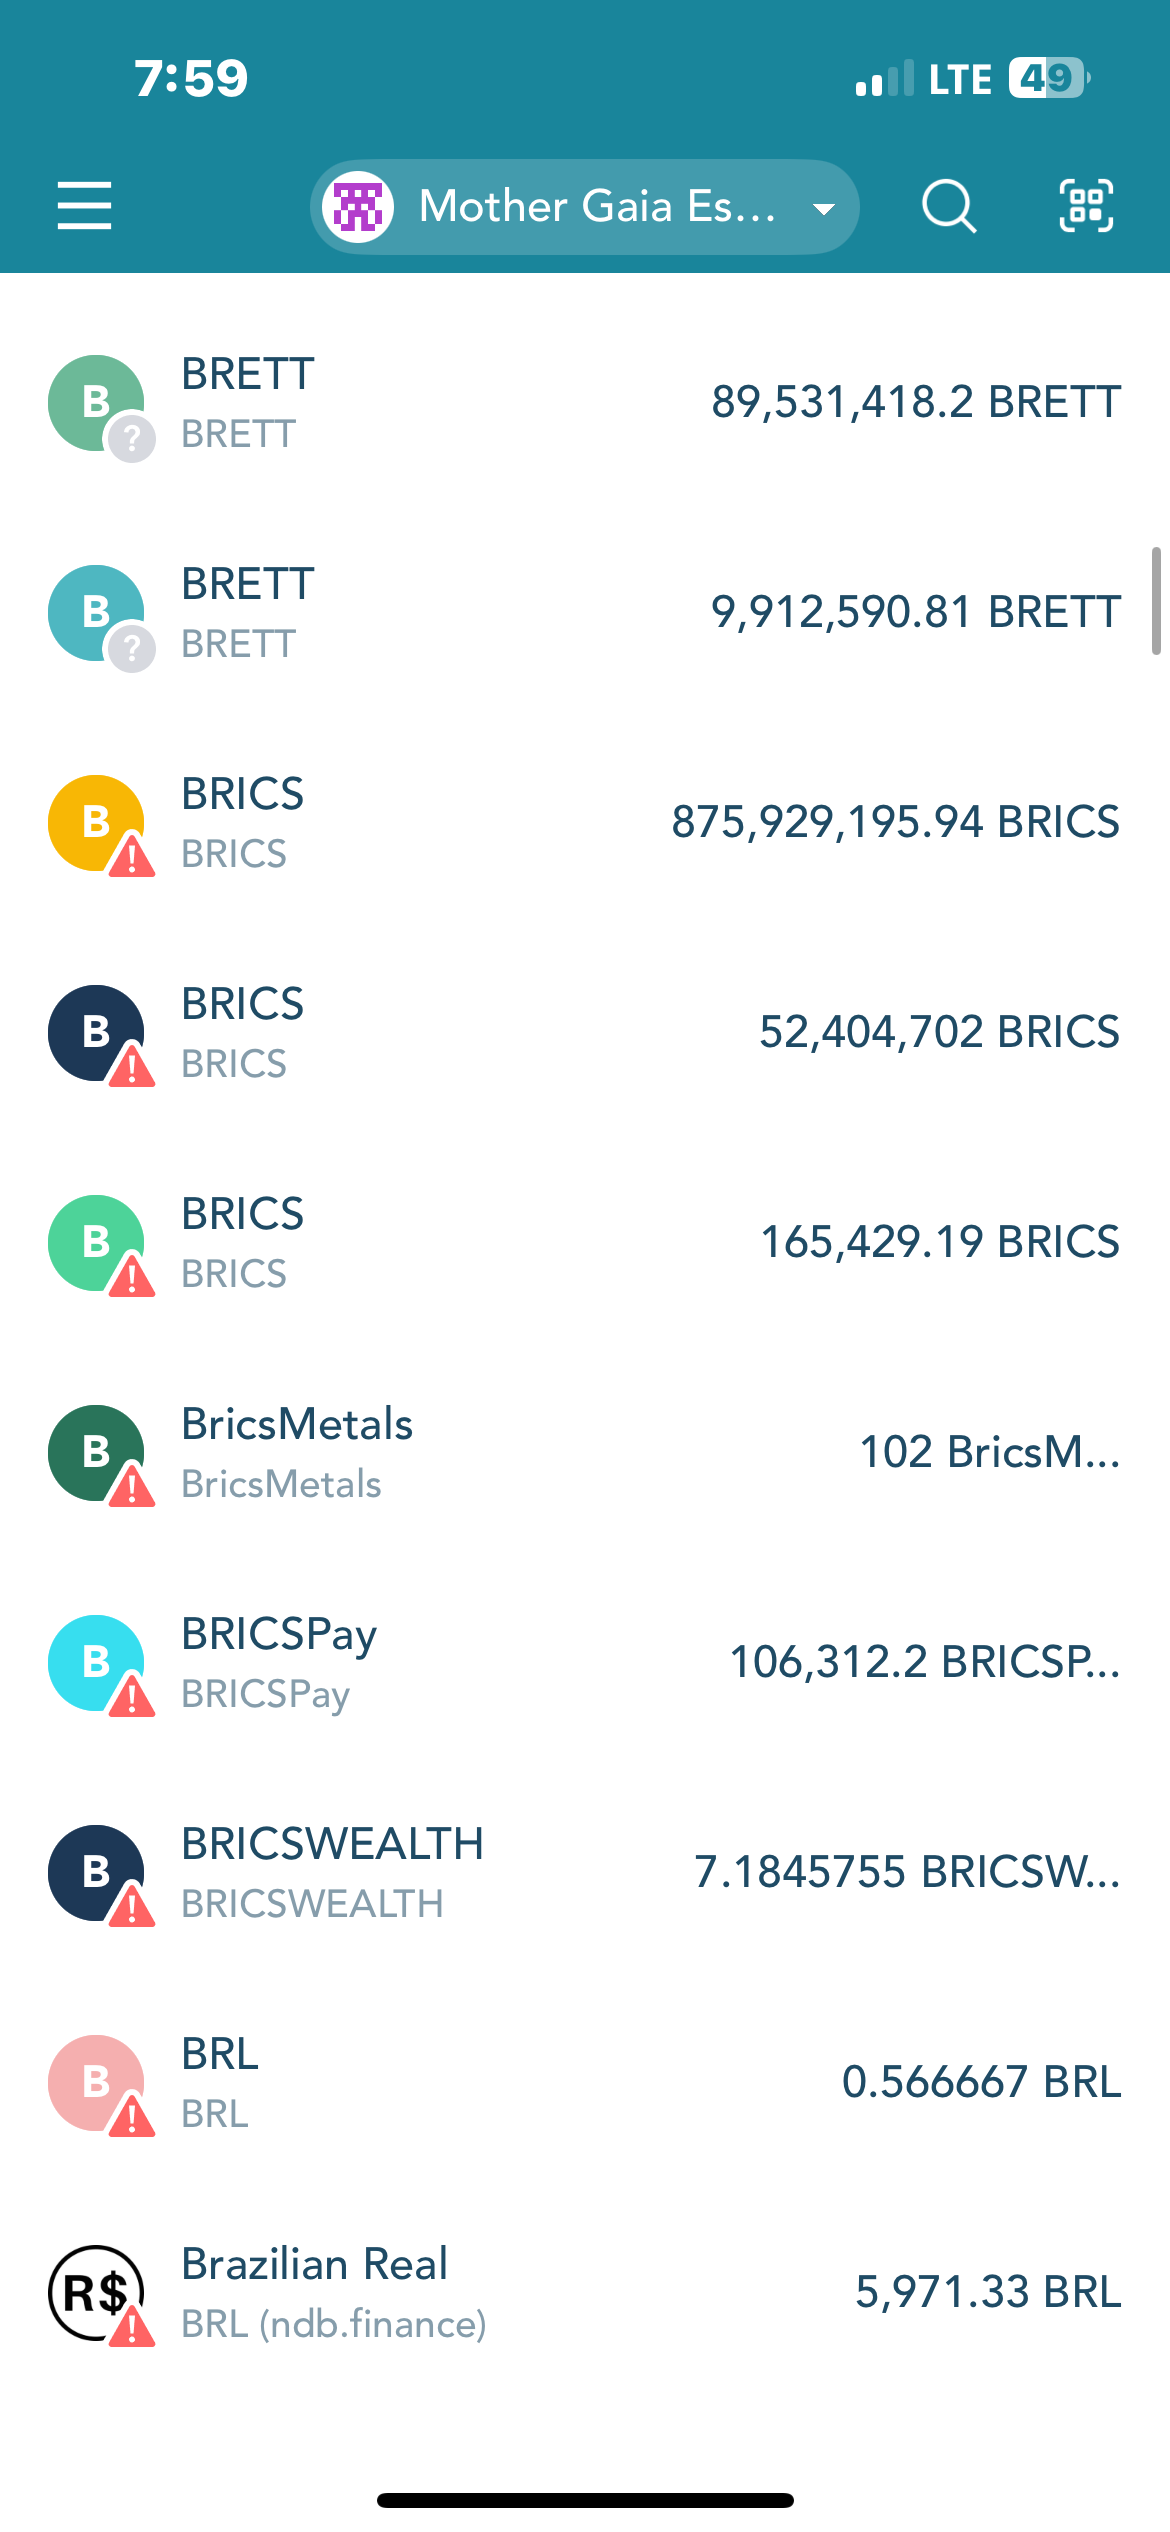 7:59
LTE 49
Mother Gaia Es...
B
?
BRETT
BRETT
89,531,418.2 BRETT
B
?
BRETT
BRETT
9,912,590.81 BRETT
B
!
BRICS
BRICS
875,929,195.94 BRICS
B
!
BRICS
BRICS
52,404,702 BRICS
B
!
BRICS
BRICS
165,429.19 BRICS
B
!
BricsMetals
BricsMetals
102 BricsM...
B
!
BRICSPay
BRICSPay
106,312.2 BRICSP...
B
!
BRICSWEALTH
BRICSWEALTH
7.1845755 BRICSW...
B
!
BRL
BRL
0.566667 BRL
R$
!
Brazilian Real
BRL (ndb.finance)
5,971.33 BRL